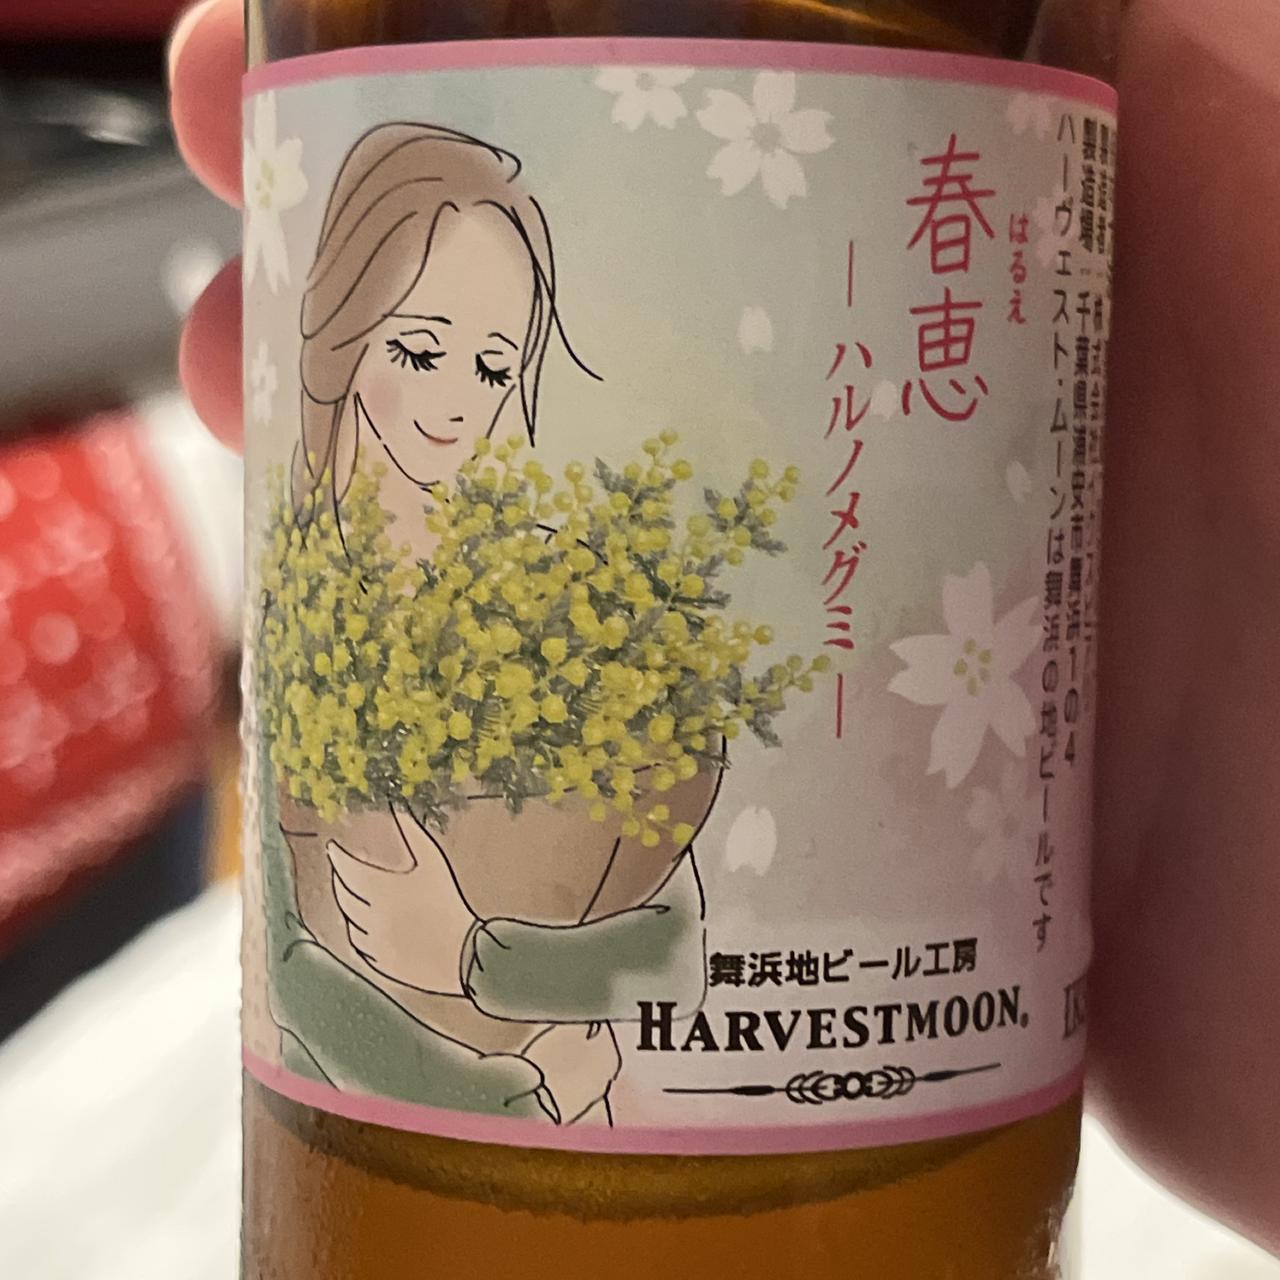 春恵
はるえ
― ハルノメグミ ―
ハーヴェスト・ムーンは舞浜の地ビールです
千葉県浦安市舞浜1の4
舞浜地ビール工房
HARVESTMOON®